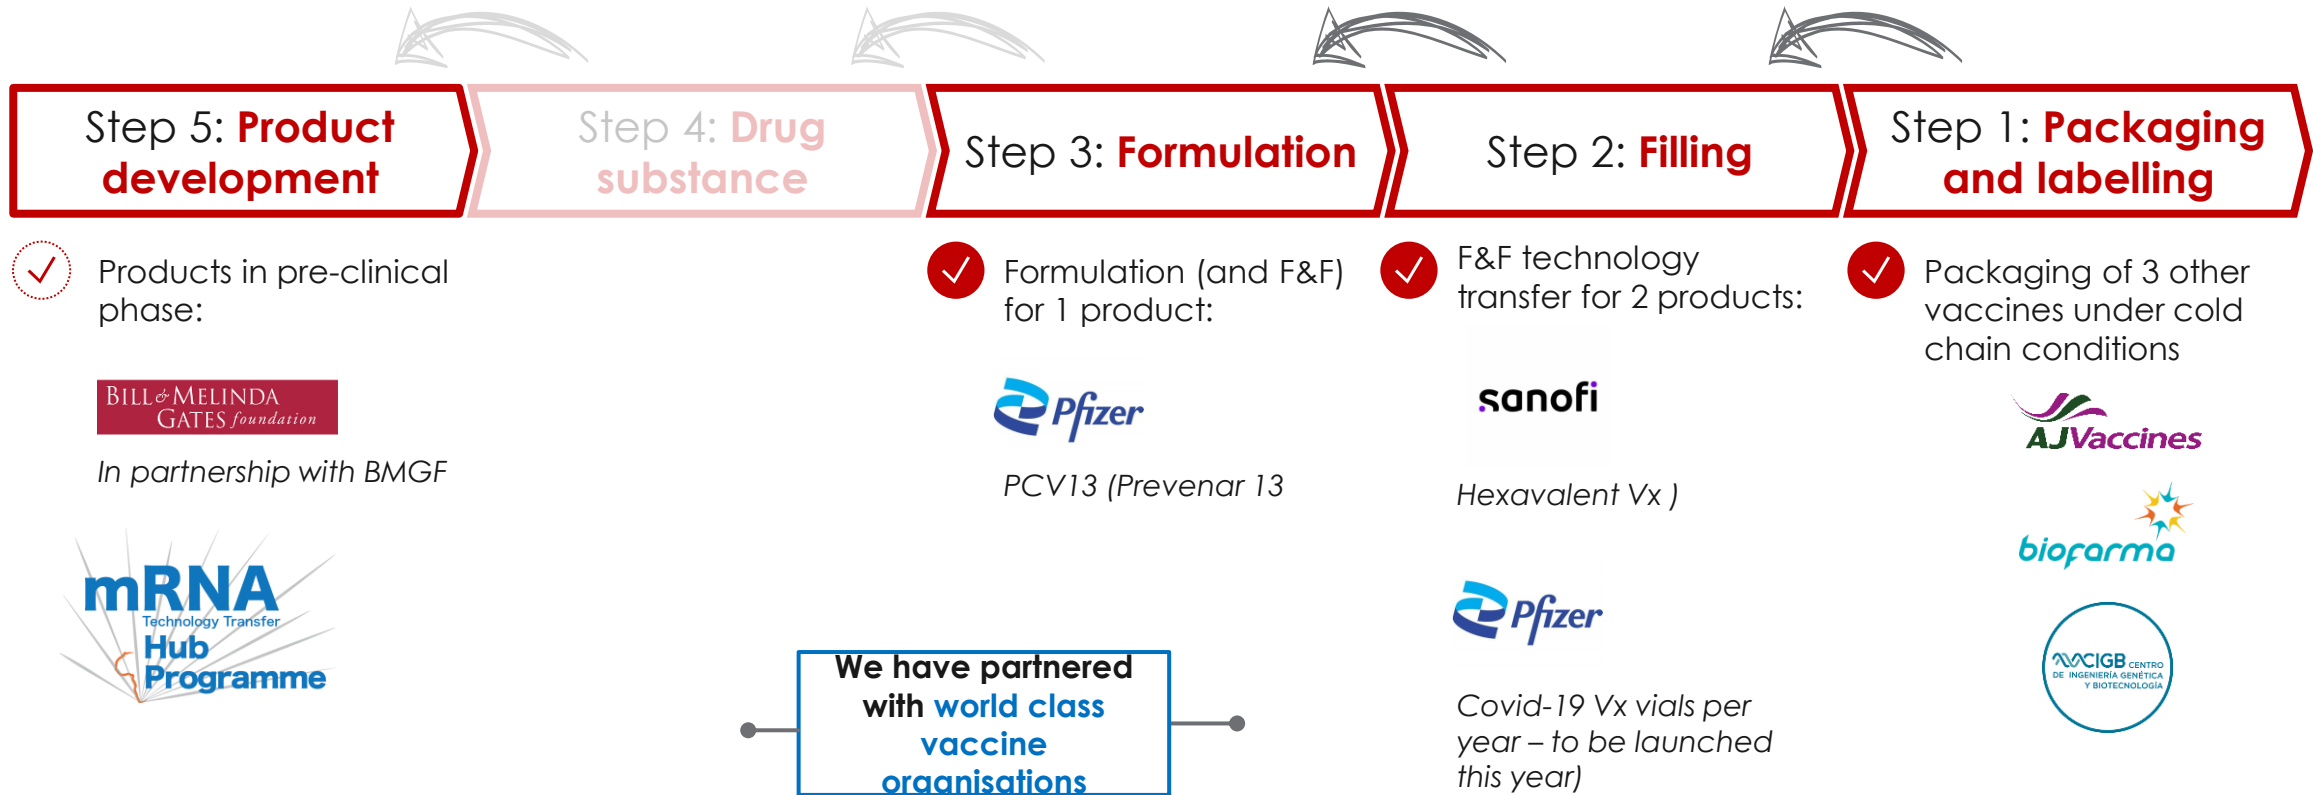 Step 5: Product
development
Step 4: Drug
substance
Step 3: Formulation
Step 2: Filling
Step 1: Packaging
and labelling
Products in pre-clinical
phase:
BILL & MELINDA
GATES foundation
In partnership with BMGF
mRNA
Technology Transfer
Hub
Programme
Formulation (and F&F)
for 1 product:
Pfizer
PCV13 (Prevenar 13
We have partnered
with world class
vaccine
organisations
F&F technology
transfer for 2 products:
sanofi
Hexavalent Vx )
Pfizer
Covid-19 Vx vials per
year – to be launched
this year)
Packaging of 3 other
vaccines under cold
chain conditions
AJVaccines
biofarma
CIGB CENTRO
DE INGENIERÍA GENÉTICA
Y BIOTECNOLOGÍA